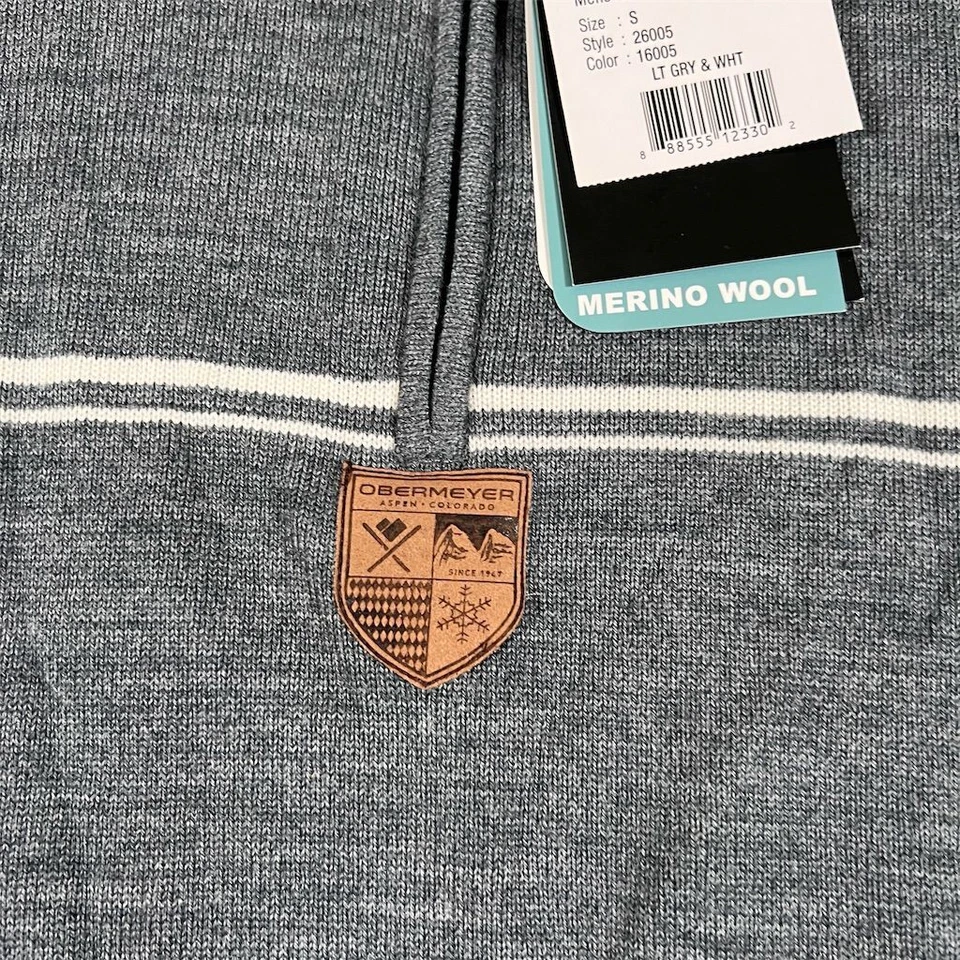 Mens
Size : S
Style : 26005
Color : 16005
LT GRY & WHT
8 88555 12330 2
MERINO WOOL
OBERMEYER
ASPEN • COLORADO
SINCE 1947